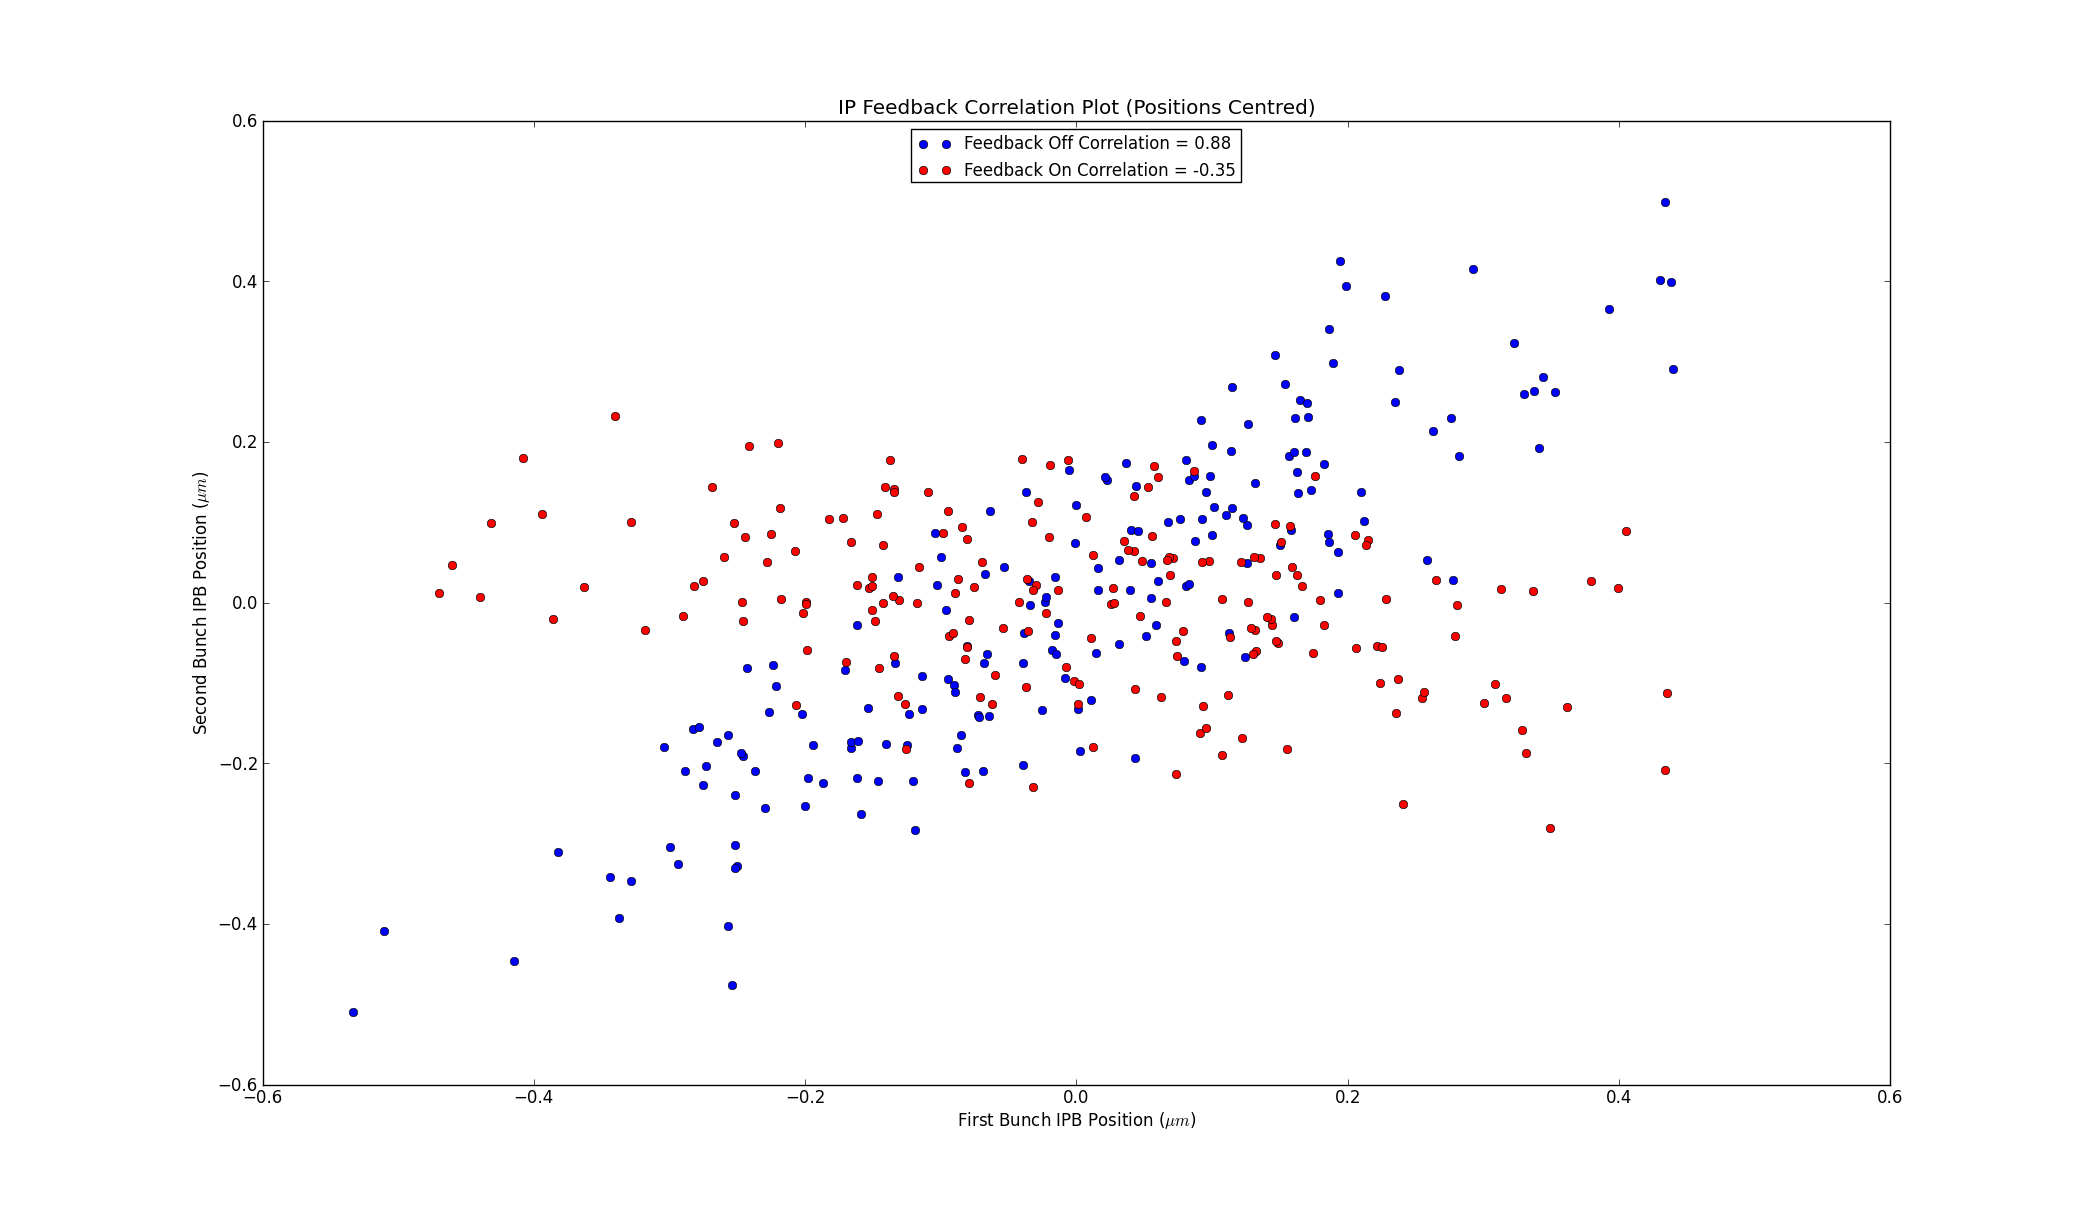 IP Feedback Correlation Plot (Positions Centred)
Feedback Off Correlation = 0.88
Feedback On Correlation = -0.35
0.6
0.4
0.2
0.0
−0.2
−0.4
−0.6
Second Bunch IPB Position (μm)
−0.6 −0.4 −0.2 0.0 0.2 0.4 0.6
First Bunch IPB Position (μm)